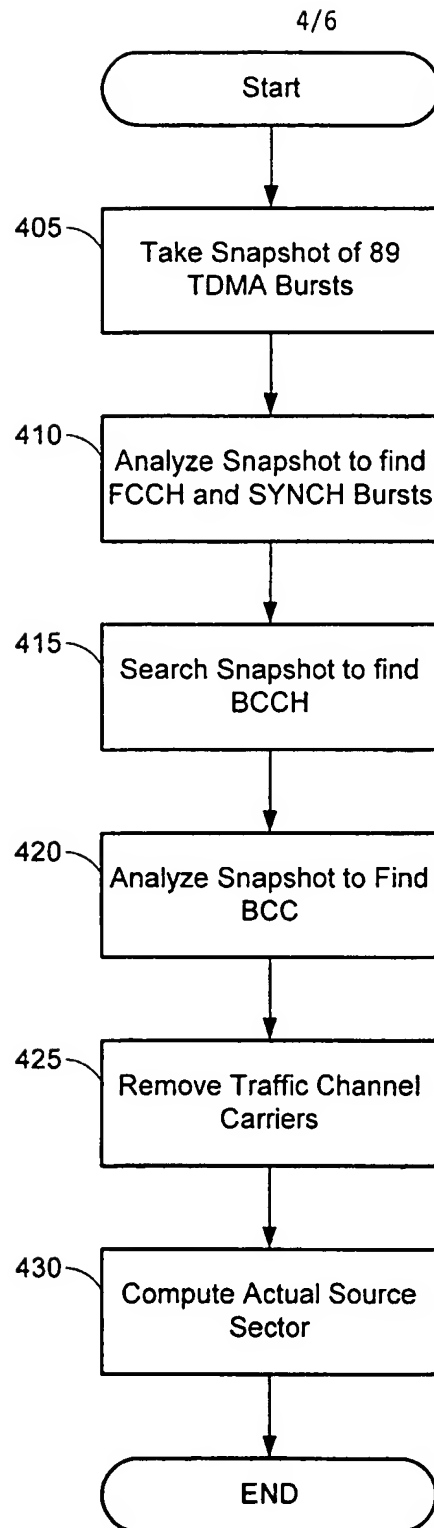 4/6
Start
405
Take Snapshot of 89
TDMA Bursts
410
Analyze Snapshot to find
FCCH and SYNCH Bursts
415
Search Snapshot to find
BCCH
420
Analyze Snapshot to Find
BCC
425
Remove Traffic Channel
Carriers
430
Compute Actual Source
Sector
END